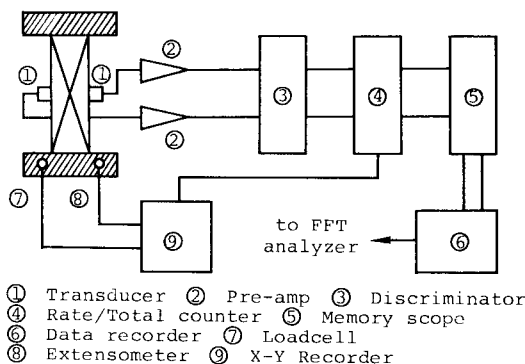 ②
① ①
③ ④ ⑤
②
⑦ ⑧
⑨
to FFT
analyzer
⑥
① Transducer ② Pre-amp ③ Discriminator
④ Rate/Total counter ⑤ Memory scope
⑥ Data recorder ⑦ Loadcell
⑧ Extensometer ⑨ X-Y Recorder